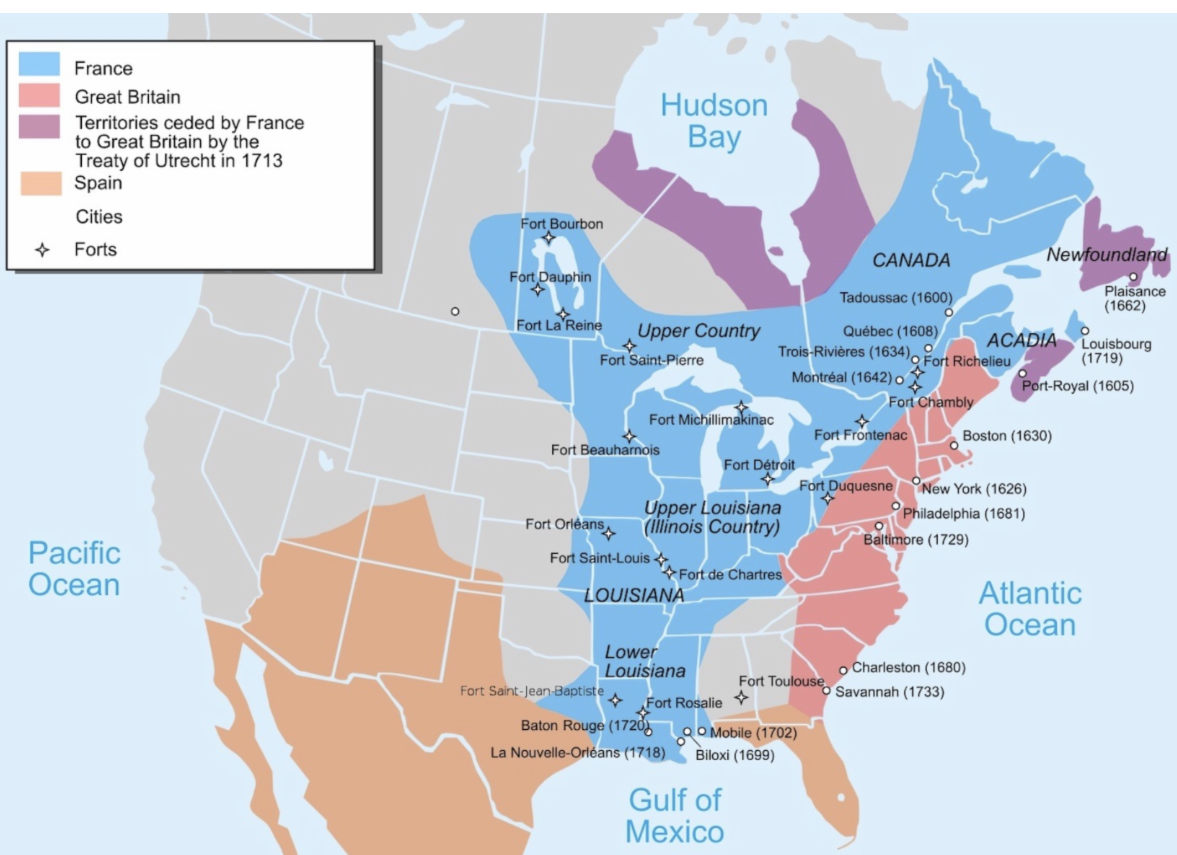 France
Great Britain
Territories ceded by France
to Great Britain by the
Treaty of Utrecht in 1713
Spain
Cities
Forts
Hudson
Bay
Fort Bourbon
Fort Dauphin
Fort La Reine
CANADA
Newfoundland
Plaisance
(1662)
Tadoussac (1600)
Upper Country
Fort Saint-Pierre
Québec (1608)
ACADIA
Louisbourg
(1719)
Trois-Rivières (1634)
Fort Richelieu
Montréal (1642)
Port-Royal (1605)
Fort Chambly
Fort Michillimakinac
Fort Frontenac
Boston (1630)
Fort Beauharnois
Fort Détroit
Fort Duquesne
New York (1626)
Upper Louisiana
(Illinois Country)
Philadelphia (1681)
Fort Orléans
Baltimore (1729)
Pacific
Ocean
Fort Saint-Louis
Fort de Chartres
LOUISIANA
Atlantic
Ocean
Lower
Louisiana
Charleston (1680)
Fort Toulouse
Savannah (1733)
Fort Saint-Jean-Baptiste
Fort Rosalie
Baton Rouge (1720)
Mobile (1702)
La Nouvelle-Orléans (1718)
Biloxi (1699)
Gulf of
Mexico